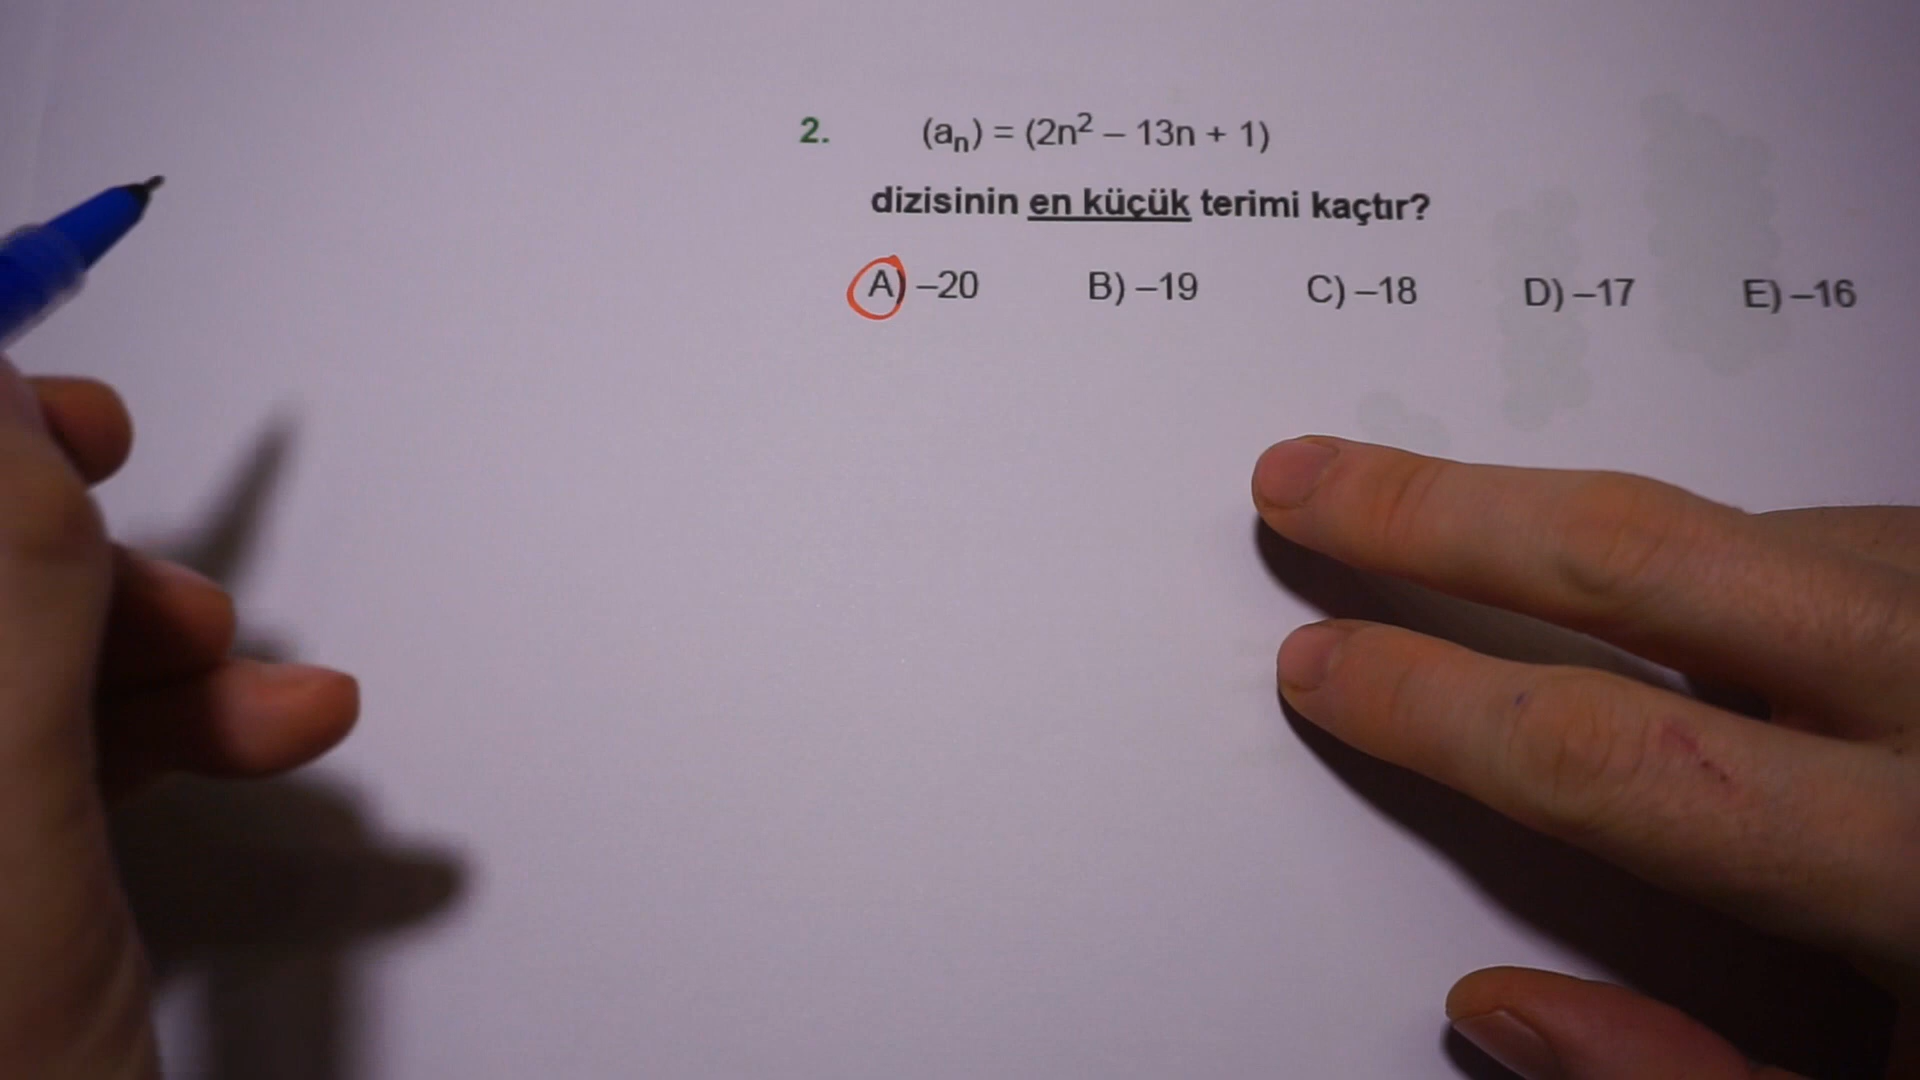 2. (aₙ) = (2n² – 13n + 1)
dizisinin en küçük terimi kaçtır?
A) –20 B) –19 C) –18 D) –17 E) –16